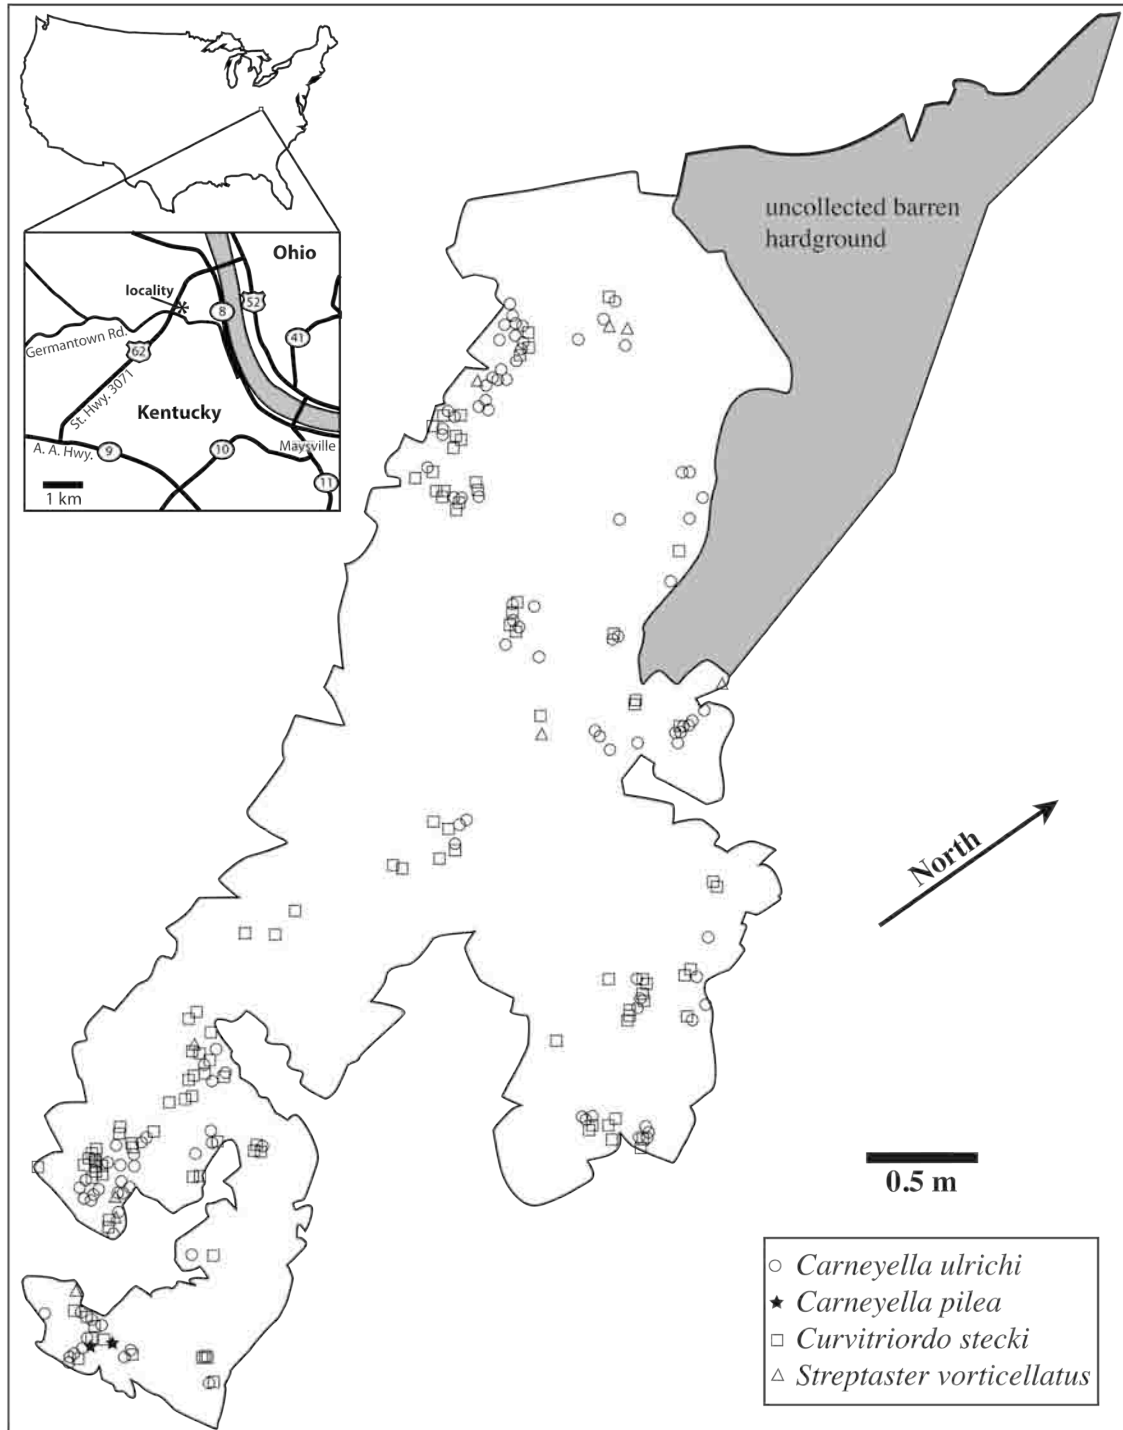 uncollected barren
hardground
Ohio
locality
8
52
41
Germantown Rd.
62
St. Hwy. 3071
Kentucky
A. A. Hwy.
9
10
Maysville
11
1 km
North
0.5 m
Carneyella ulrichi
Carneyella pilea
Curvitriordo stecki
Streptaster vorticellatus